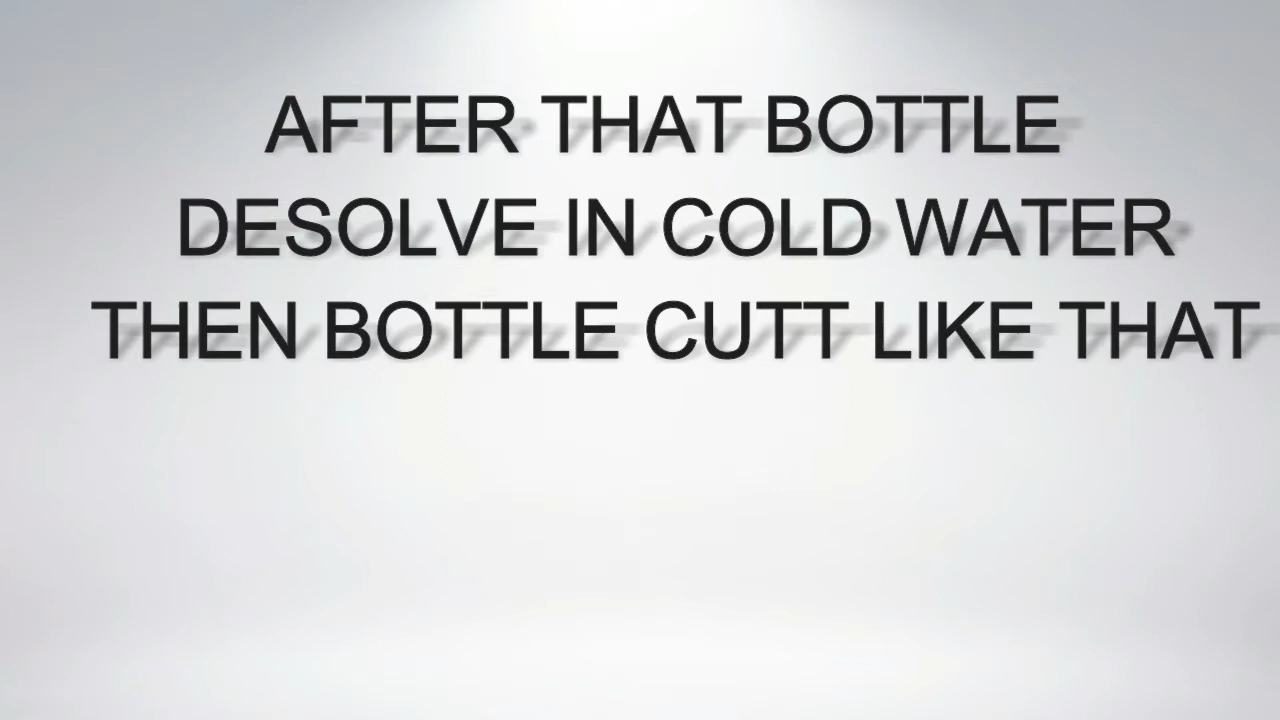 AFTER THAT BOTTLE
DESOLVE IN COLD WATER
THEN BOTTLE CUTT LIKE THAT